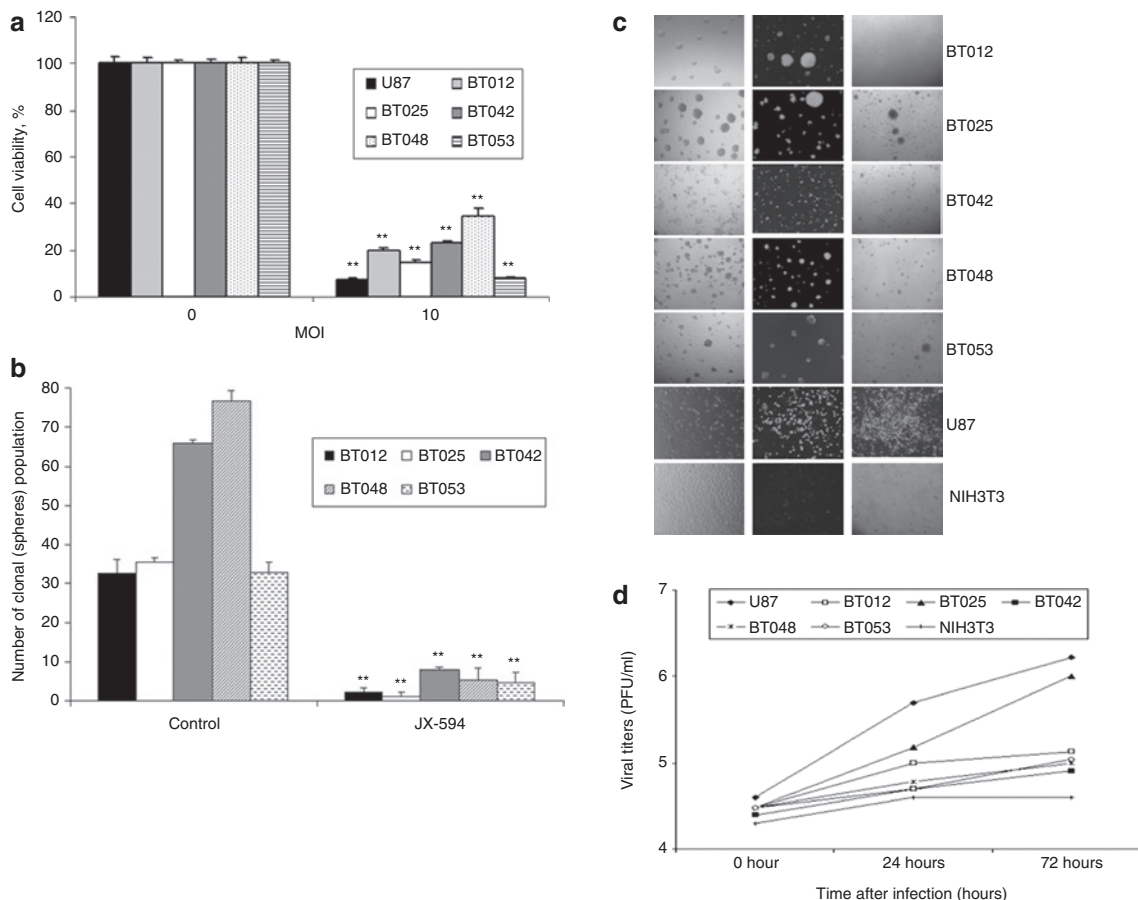 a
Cell viability, %
120
100
80
60
40
20
0
U87 BT012
BT025 BT042
BT048 BT053
** ** ** ** ** **
0 10
MOI
b
Number of clonal (spheres) population
80
70
60
50
40
30
20
10
0
BT012 BT025 BT042
BT048 BT053
** ** ** ** **
Control JX-594
c
BT012
BT025
BT042
BT048
BT053
U87
NIH3T3
d
Viral titers (PFU/ml)
7
6
5
4
U87 BT012 BT025 BT042
BT048 BT053 NIH3T3
0 hour 24 hours 72 hours
Time after infection (hours)